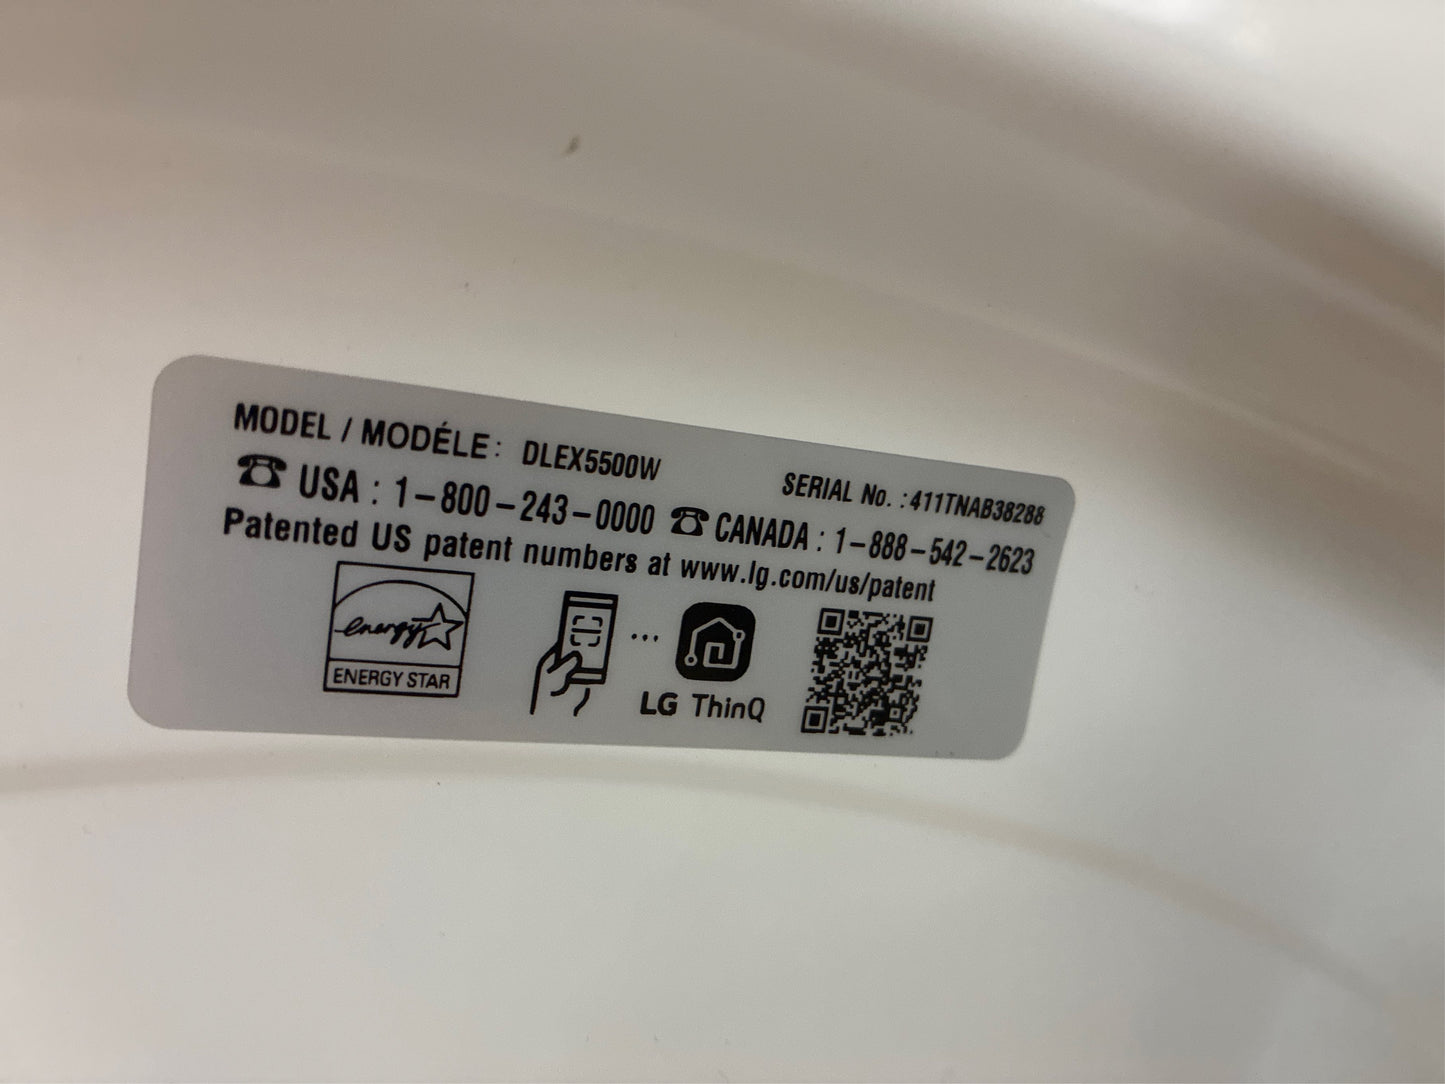 MODEL / MODÉLE : DLEX5500W SERIAL No. : 411TNAB38288
☎ USA : 1-800-243-0000 ☎ CANADA : 1-888-542-2623
Patented US patent numbers at www.lg.com/us/patent
energy
ENERGY STAR
LG ThinQ